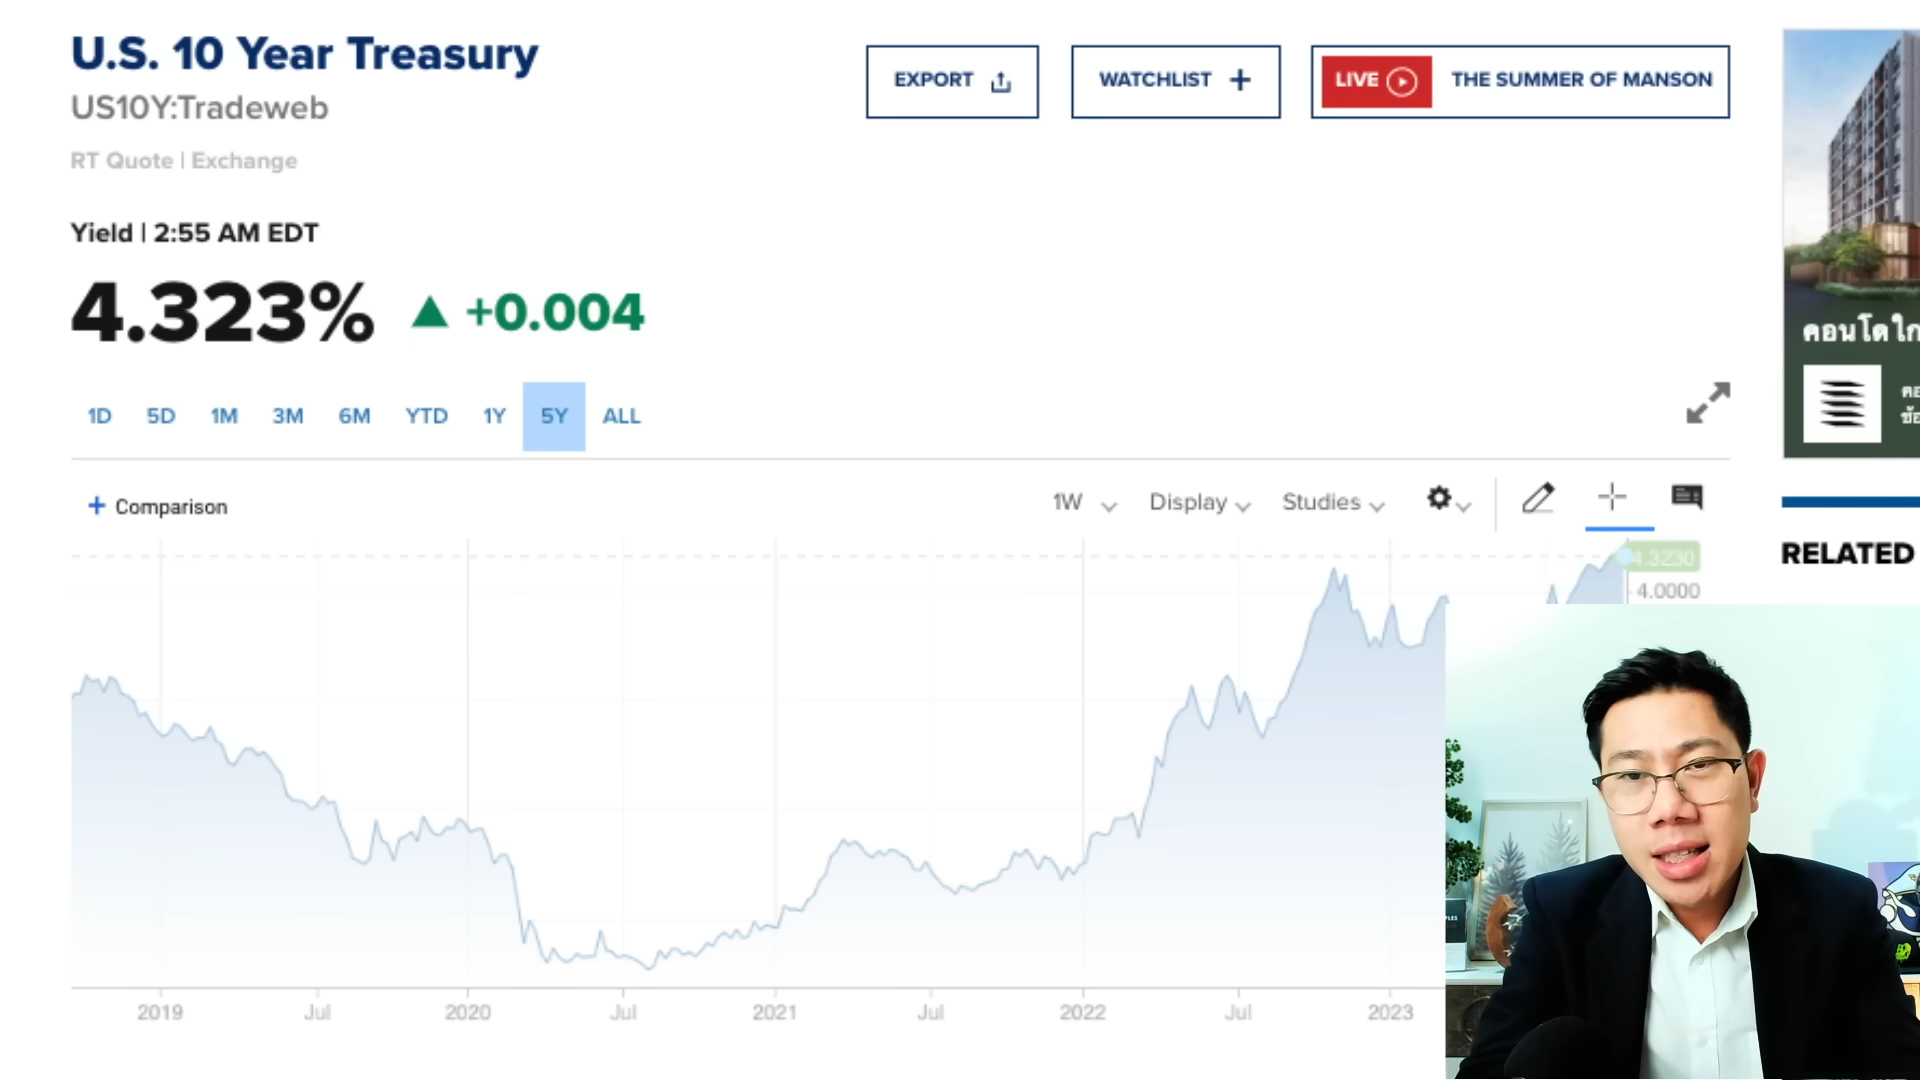 U.S. 10 Year Treasury
US10Y:Tradeweb
RT Quote | Exchange
EXPORT
WATCHLIST +
LIVE
THE SUMMER OF MANSON
Yield | 2:55 AM EDT
4.323% ▲ +0.004
1D 5D 1M 3M 6M YTD 1Y 5Y ALL
+ Comparison
1W Display Studies
4.3230
4.0000
2019 Jul 2020 Jul 2021 Jul 2022 Jul 2023
คอนโดใก
RELATED